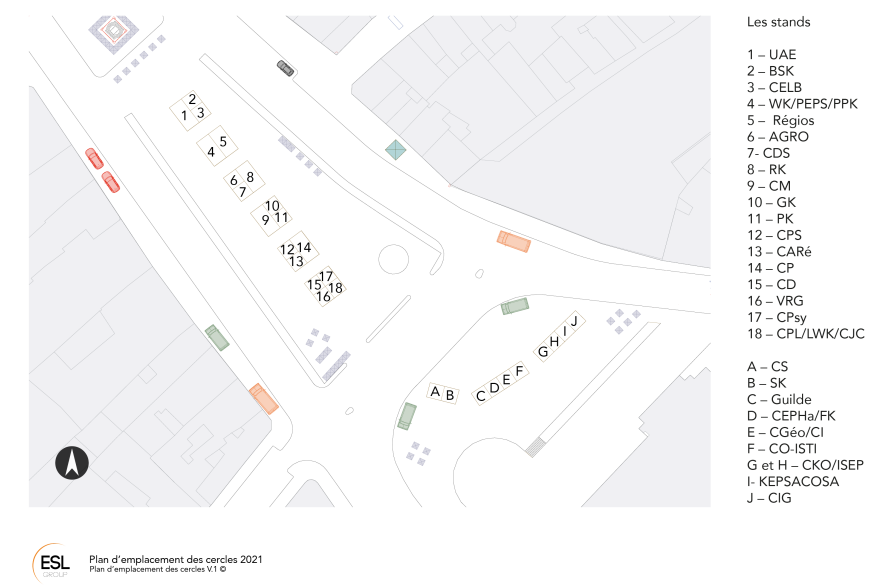 Les stands
1 – UAE
2 – BSK
3 – CELB
4 – WK/PEPS/PPK
5 – Régios
6 – AGRO
7- CDS
8 – RK
9 – CM
10 – GK
11 – PK
12 – CPS
13 – CARé
14 – CP
15 – CD
16 – VRG
17 – CPsy
18 – CPL/LWK/CJC
A – CS
B – SK
C – Guilde
D – CEPHa/FK
E – CGéo/CI
F – CO-ISTI
G et H – CKO/ISEP
I- KEPSACOSA
J – CIG
2
1 3
5
4
6 8
7
10
9 11
12 14
13
17
15 18
16
A B
C D E F
G H I J
ESL
GROUP
Plan d'emplacement des cercles 2021
Plan d'emplacement des cercles V.1 ©